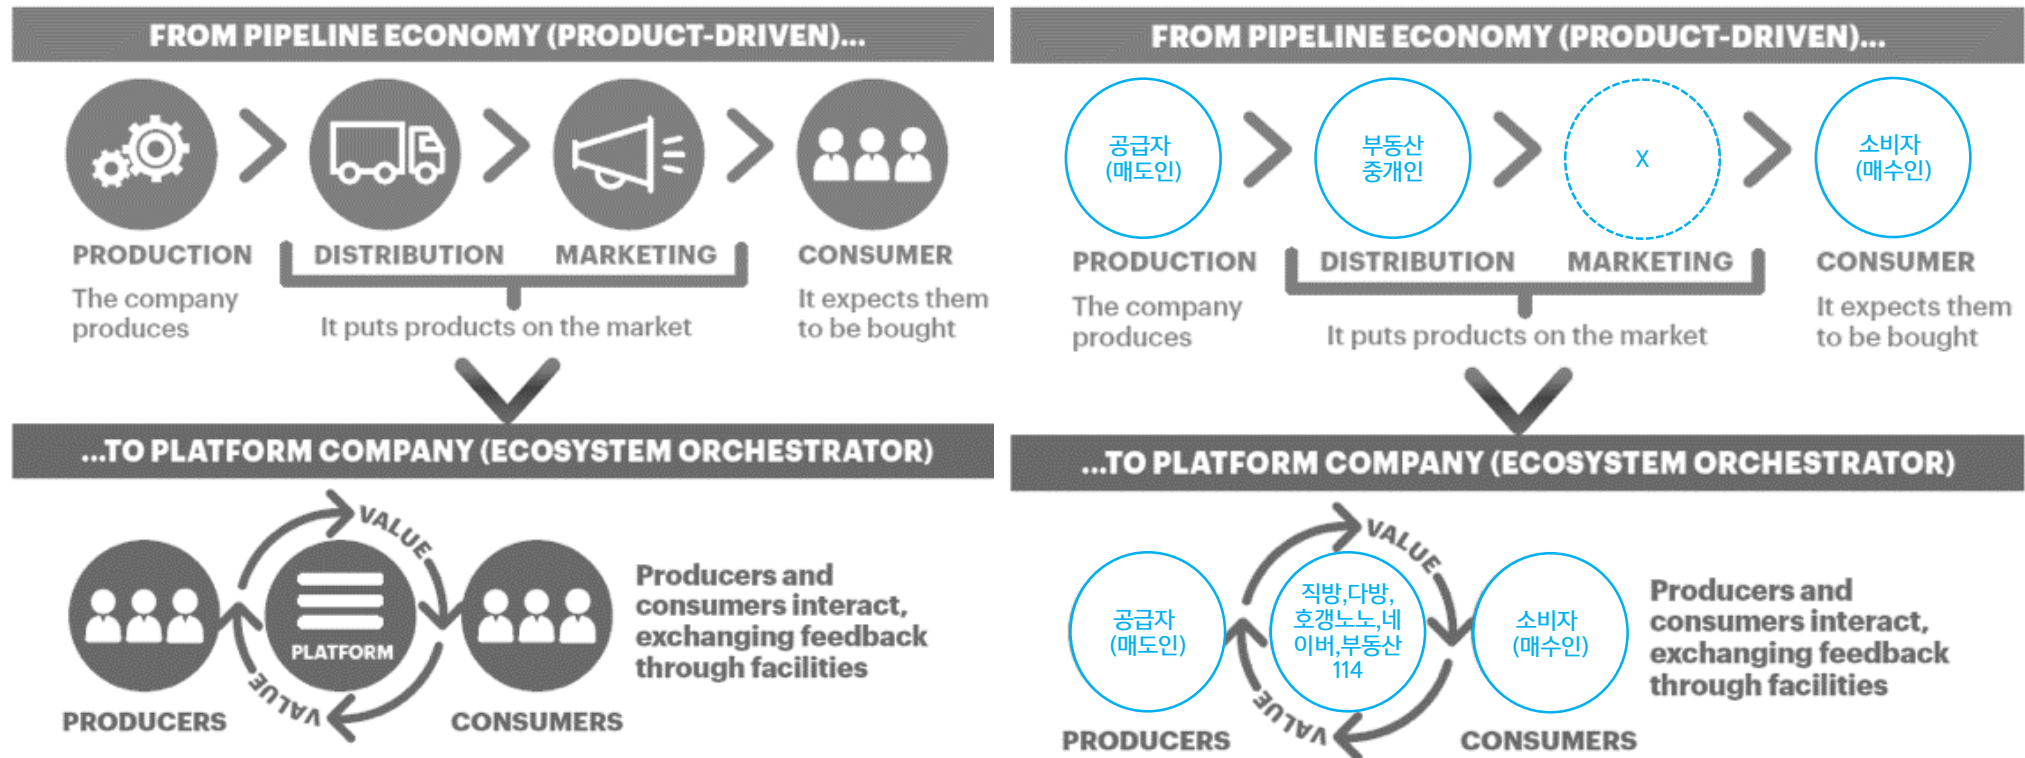 FROM PIPELINE ECONOMY (PRODUCT-DRIVEN)...
PRODUCTION
The company
produces
DISTRIBUTION
MARKETING
It puts products on the market
CONSUMER
It expects them
to be bought
...TO PLATFORM COMPANY (ECOSYSTEM ORCHESTRATOR)
PRODUCERS
VALUE
PLATFORM
VALUE
CONSUMERS
Producers and
consumers interact,
exchanging feedback
through facilities
FROM PIPELINE ECONOMY (PRODUCT-DRIVEN)...
공급자
(매도인)
부동산
중개인
X
소비자
(매수인)
PRODUCTION
The company
produces
DISTRIBUTION
MARKETING
It puts products on the market
CONSUMER
It expects them
to be bought
...TO PLATFORM COMPANY (ECOSYSTEM ORCHESTRATOR)
공급자
(매도인)
PRODUCERS
VALUE
직방,다방,
호갱노노,네
이버,부동산
114
VALUE
소비자
(매수인)
CONSUMERS
Producers and
consumers interact,
exchanging feedback
through facilities